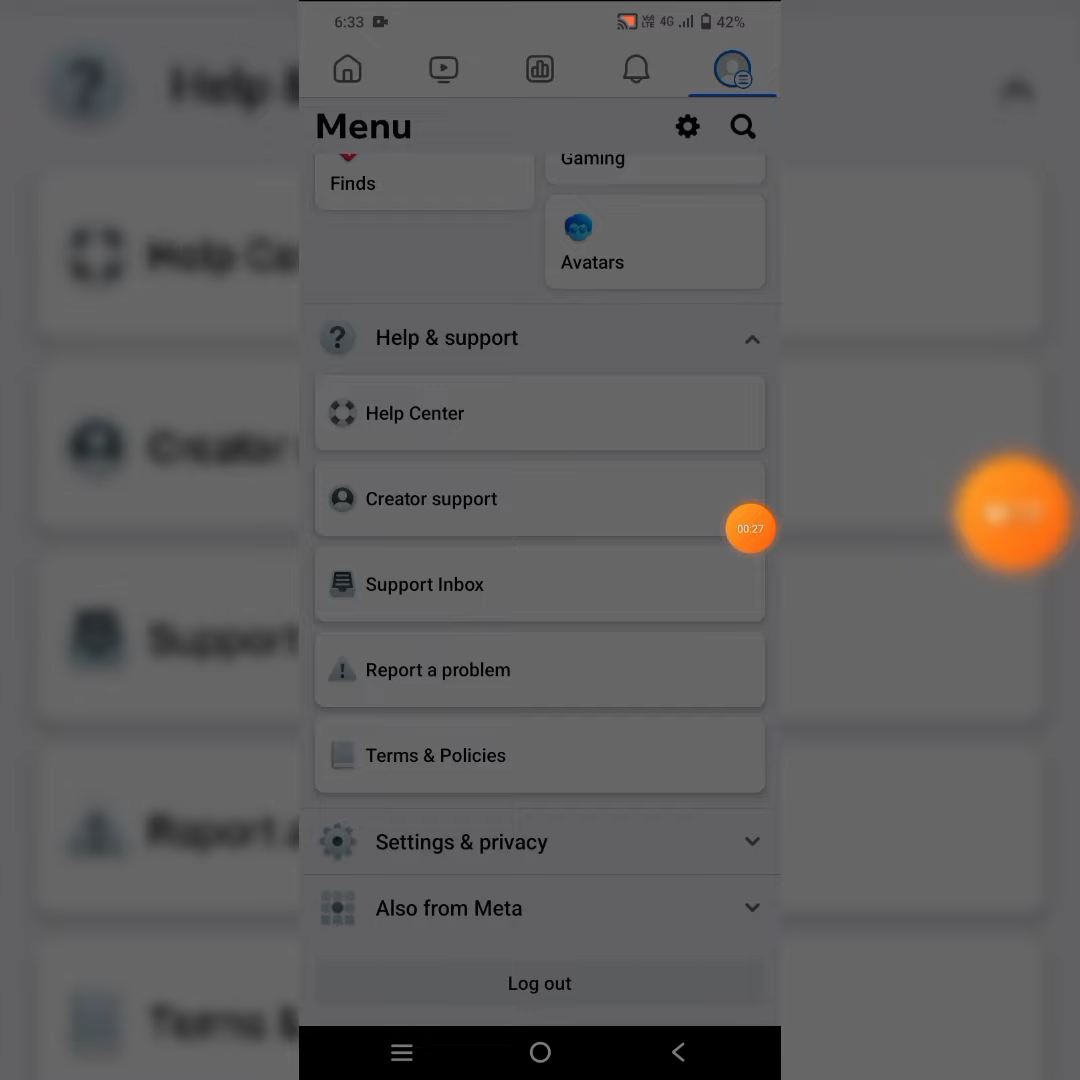 6:33 4G 42%
Menu
Finds
Gaming
Avatars
Help & support
Help Center
Creator support
00:27
Support Inbox
Report a problem
Terms & Policies
Settings & privacy
Also from Meta
Log out